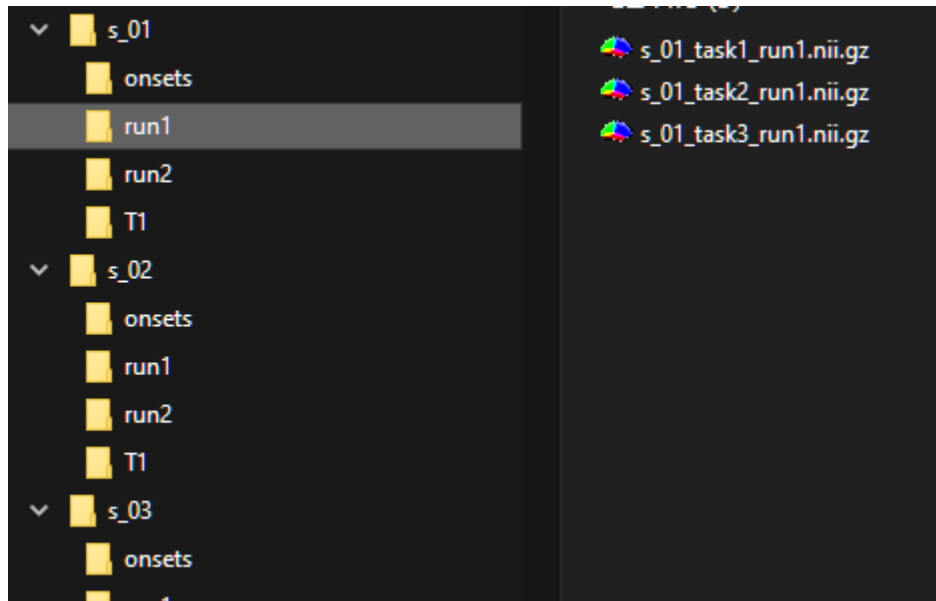 s_01
onsets
run1
run2
T1
s_02
onsets
run1
run2
T1
s_03
onsets
s_01_task1_run1.nii.gz
s_01_task2_run1.nii.gz
s_01_task3_run1.nii.gz